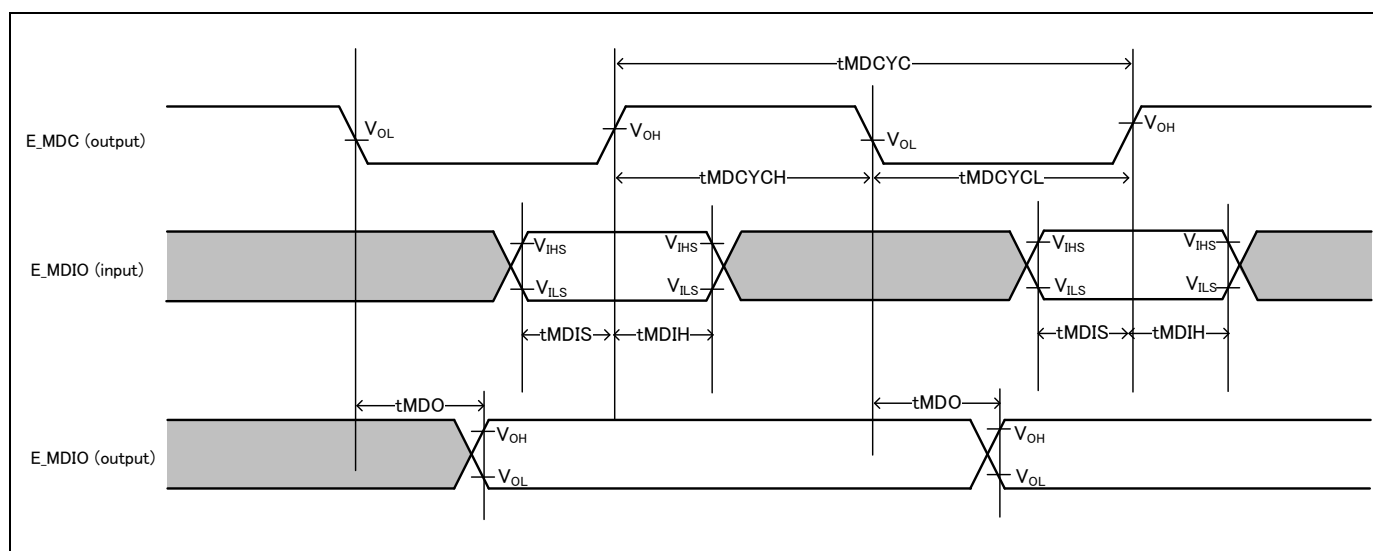 tMDCYC
E_MDC (output)
VOL
VOH
VOL
VOH
tMDCYCH
tMDCYCL
E_MDIO (input)
VIHS
VIHS
VIHS
VIHS
VILS
VILS
VILS
VILS
tMDIS
tMDIH
tMDIS
tMDIH
tMDO
tMDO
E_MDIO (output)
VOH
VOH
VOL
VOL